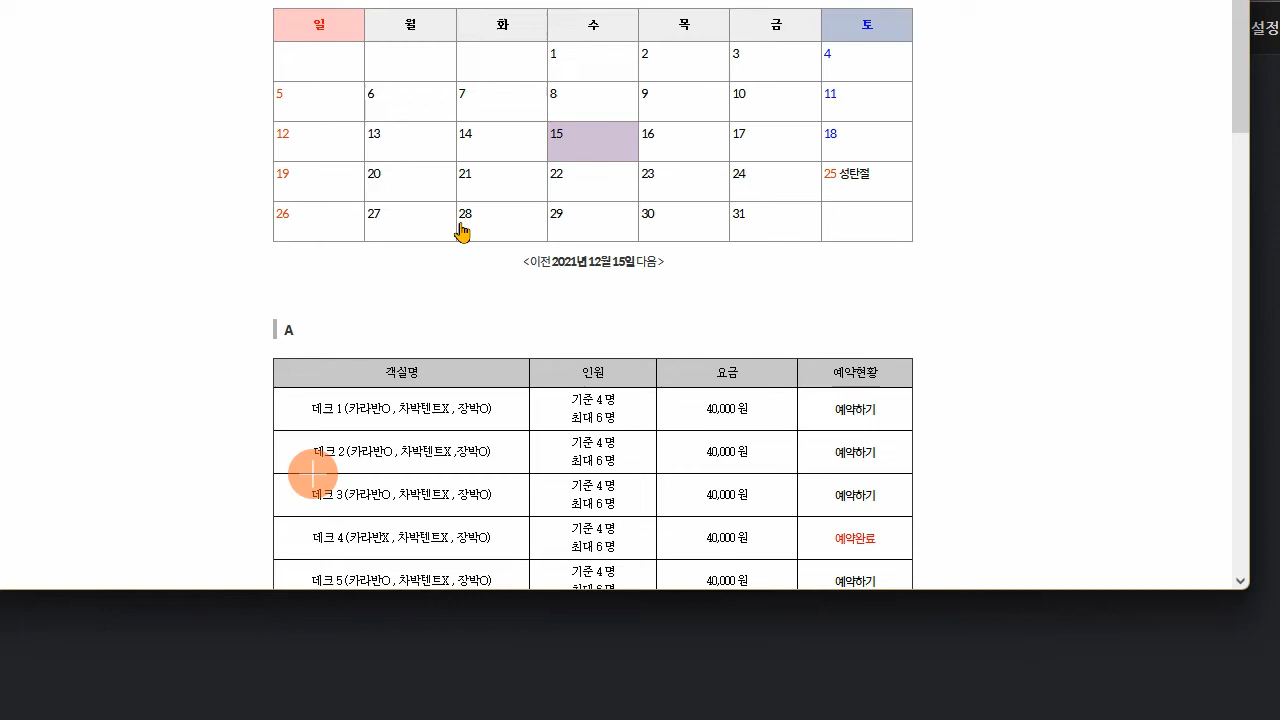 설정
일 월 화 수 목 금 토
1 2 3 4
5 6 7 8 9 10 11
12 13 14 15 16 17 18
19 20 21 22 23 24 25 성탄절
26 27 28 29 30 31
<이전 2021년 12월 15일 다음>
A
객실명 인원 요금 예약현황
데크 1 (카라반O , 차박텐트X , 장박O) 기준 4 명 40,000 원 예약하기
최대 6 명
데크 2 (카라반O , 차박텐트X ,장박O) 기준 4 명 40,000 원 예약하기
최대 6 명
데크 3 (카라반O , 차박텐트X , 장박O) 기준 4 명 40,000 원 예약하기
최대 6 명
데크 4 (카라반X , 차박텐트X , 장박O) 기준 4 명 40,000 원 예약완료
최대 6 명
데크 5 (카라반O , 차박텐트X , 장박O) 기준 4 명 40,000 원 예약하기